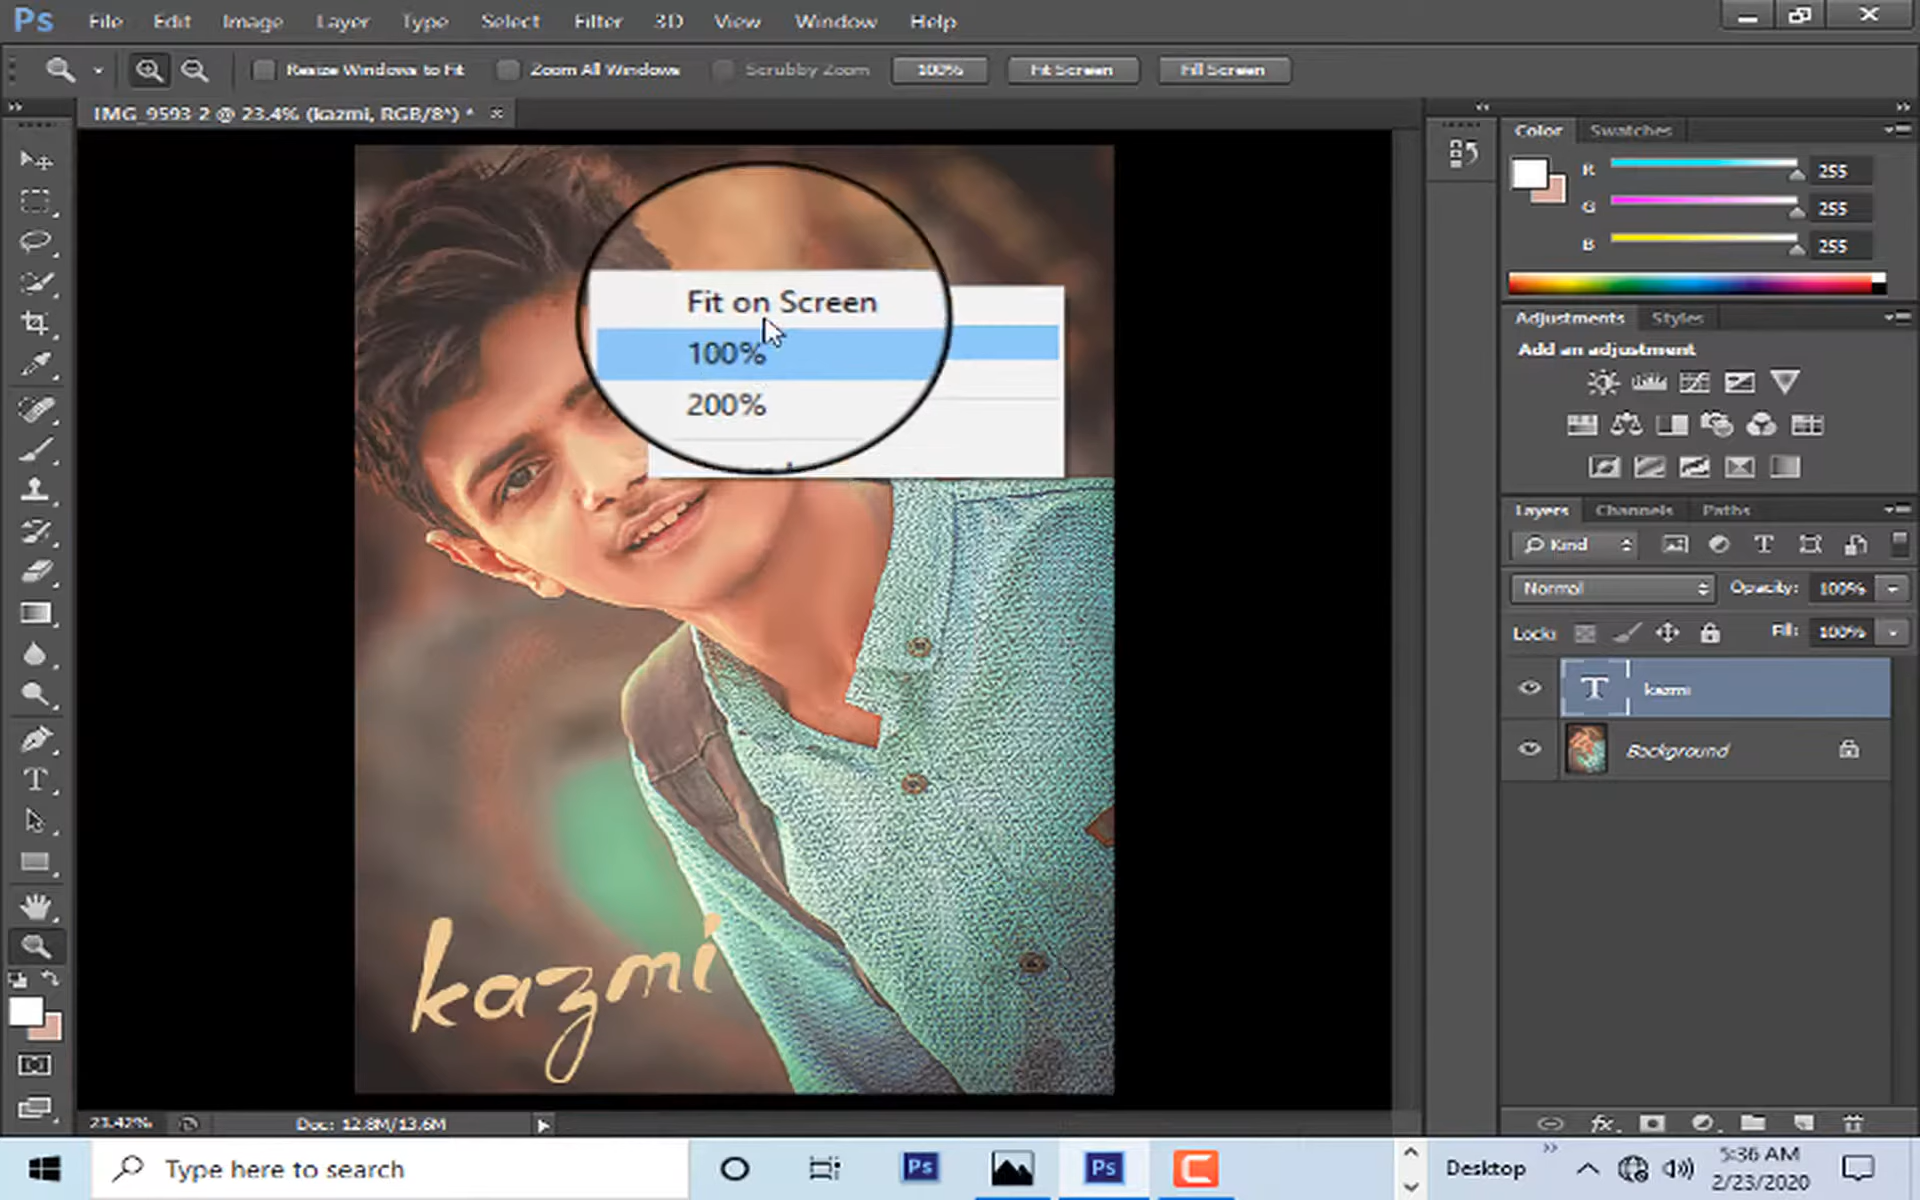 Ps File Edit Image Layer Type Select Filter 3D View Window Help
Resize Windows to Fit Zoom All Windows Scrubby Zoom 100% Fit Screen Fill Screen
IMG_9593 2 @ 23.4% (kazmi, RGB/8*) *
Color Swatches
R 255
G 255
B 255
Fit on Screen
100%
200%
Adjustments Styles
Add an adjustment
Layers Channels Paths
Kind
Normal Opacity: 100%
Lock: Fill: 100%
T kazmi
Background
kazmi
23.42% Doc: 12.8M/13.6M
Type here to search
Ps
Ps
Desktop
5:36 AM
2/23/2020